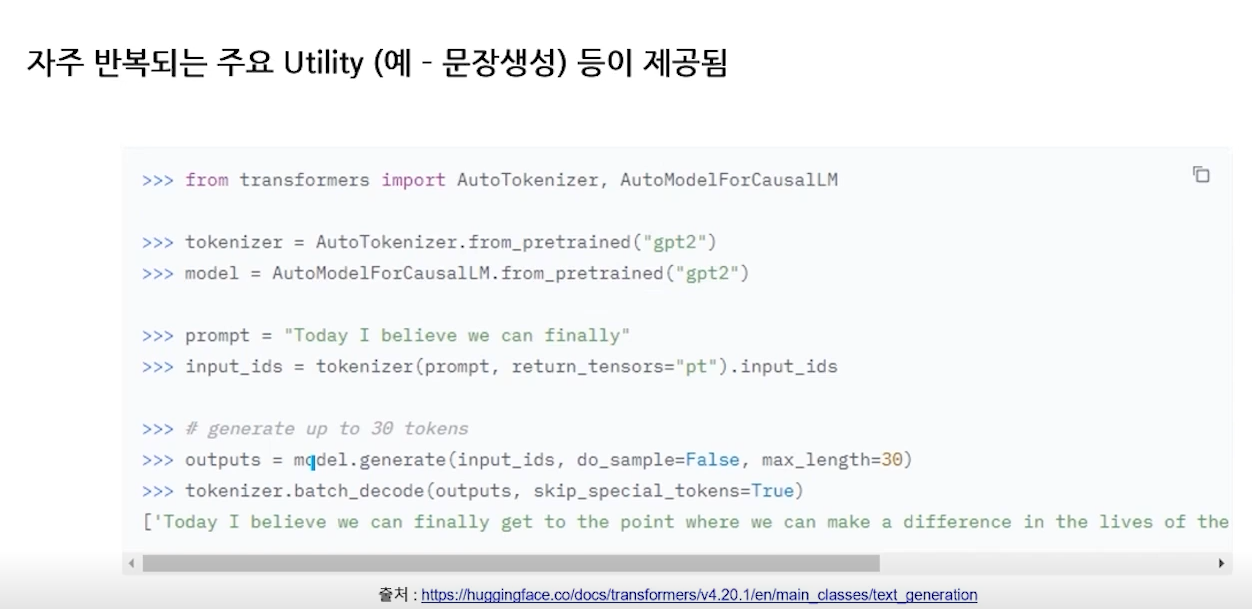 자주 반복되는 주요 Utility (예 - 문장생성) 등이 제공됨
>>> from transformers import AutoTokenizer, AutoModelForCausalLM
>>> tokenizer = AutoTokenizer.from_pretrained("gpt2")
>>> model = AutoModelForCausalLM.from_pretrained("gpt2")
>>> prompt = "Today I believe we can finally"
>>> input_ids = tokenizer(prompt, return_tensors="pt").input_ids
>>> # generate up to 30 tokens
>>> outputs = model.generate(input_ids, do_sample=False, max_length=30)
>>> tokenizer.batch_decode(outputs, skip_special_tokens=True)
['Today I believe we can finally get to the point where we can make a difference in the lives of the
출처 : https://huggingface.co/docs/transformers/v4.20.1/en/main_classes/text_generation